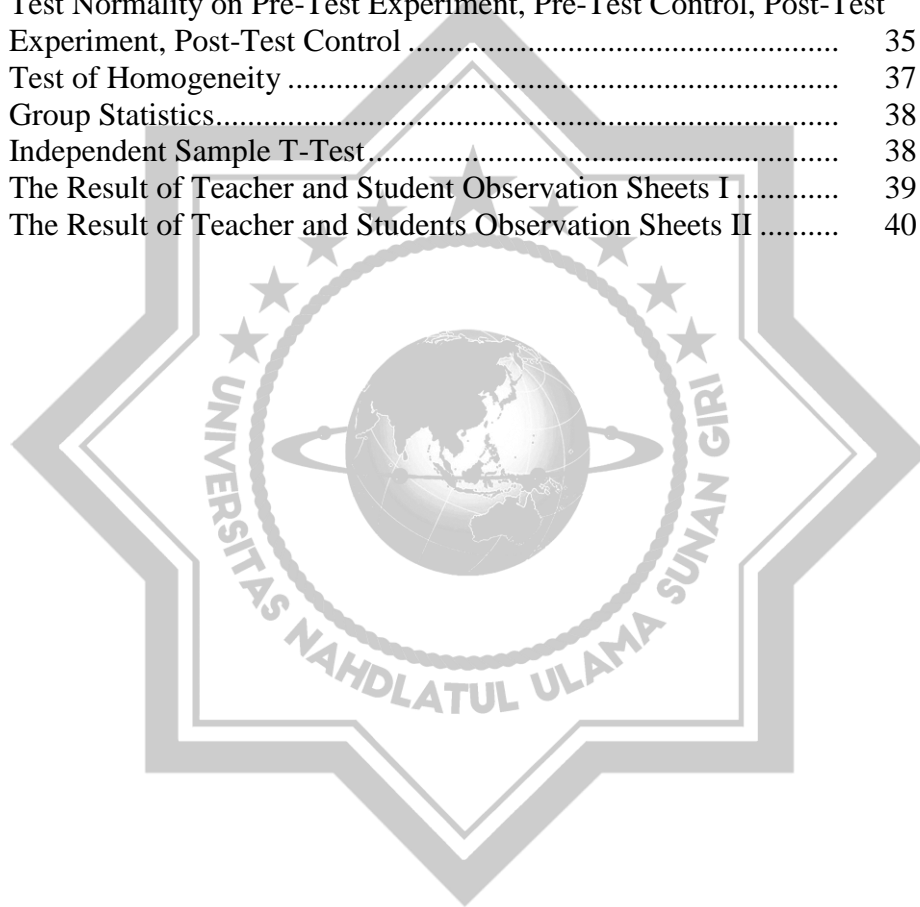 Test Normality on Pre-Test Experiment, Pre-Test Control, Post-Test
Experiment, Post-Test Control ....................................................... 35
Test of Homogeneity ....................................................................... 37
Group Statistics................................................................................ 38
Independent Sample T-Test............................................................. 38
The Result of Teacher and Student Observation Sheets I ............. 39
The Result of Teacher and Students Observation Sheets II .......... 40
UNIVERSITAS NAHDLATUL ULAMA SUNAN GIRI